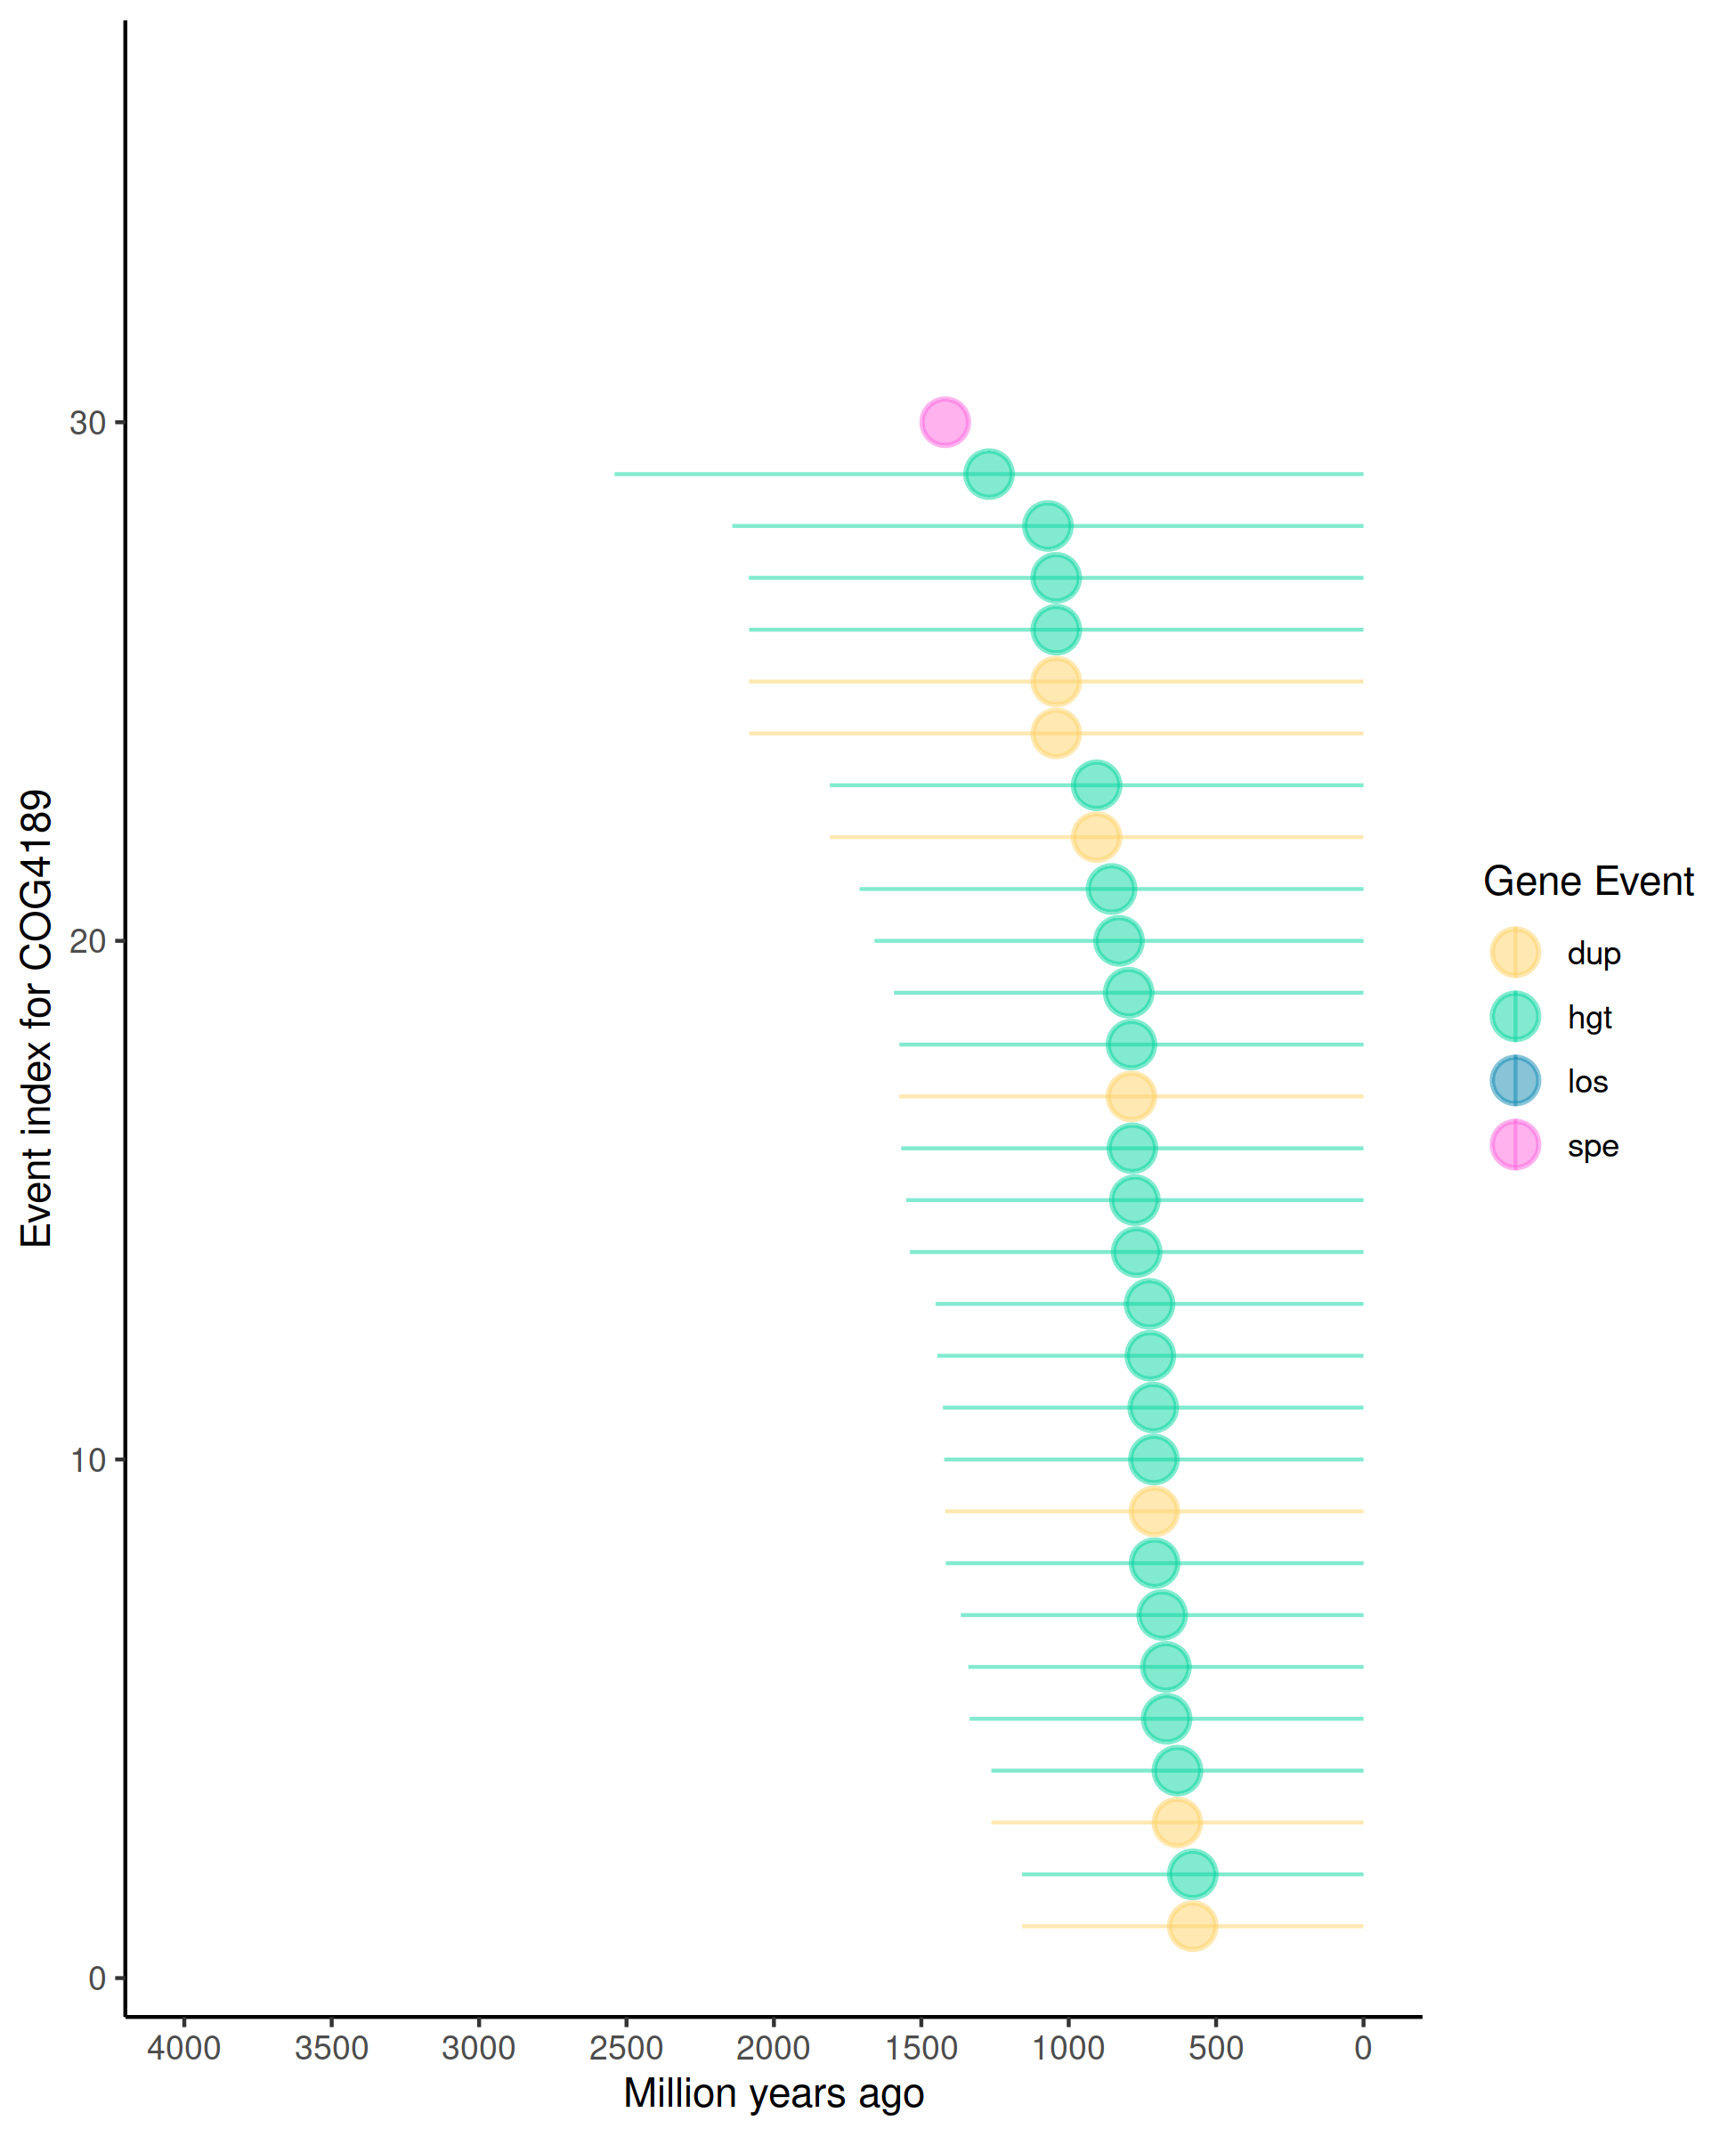 30
20
10
0
Event index for COG4189
4000 3500 3000 2500 2000 1500 1000 500 0
Million years ago
Gene Event
dup
hgt
los
spe